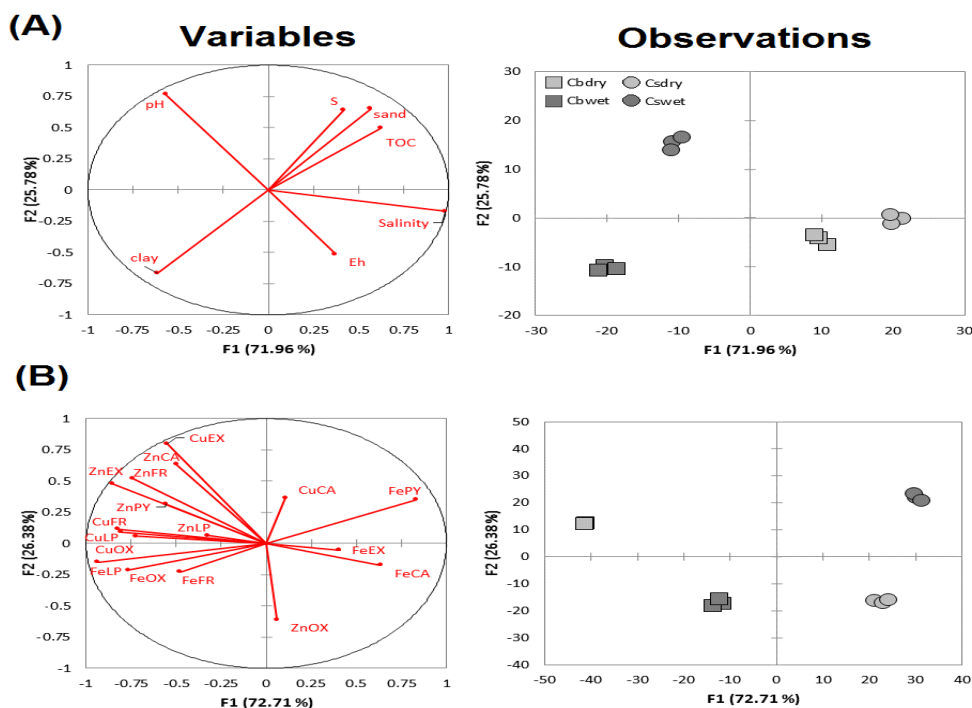 (A)
Variables
Observations
1
0.75
0.5
0.25
0
-0.25
-0.5
-0.75
-1
F2 (25.78%)
pH
S
sand
TOC
Salinity
Eh
clay
-1 -0.75 -0.5 -0.25 0 0.25 0.5 0.75 1
F1 (71.96 %)
30
20
10
0
-10
-20
F2 (25.78%)
Cbdry Csdry
Cbwet Cswet
-30 -20 -10 0 10 20 30
F1 (71.96 %)
(B)
1
0.75
0.5
0.25
0
-0.25
-0.5
-0.75
-1
F2 (26.38%)
CuEX
ZnCA
ZnEX ZnFR
CuCA
FePY
ZnPY
CuFR
ZnLP
CuLP
CuOX
FeEX
FeLP
FeOX
FeFR
FeCA
ZnOX
-1 -0.75 -0.5 -0.25 0 0.25 0.5 0.75 1
F1 (72.71 %)
50
40
30
20
10
0
-10
-20
-30
-40
F2 (26.38%)
-50 -40 -30 -20 -10 0 10 20 30 40
F1 (72.71 %)